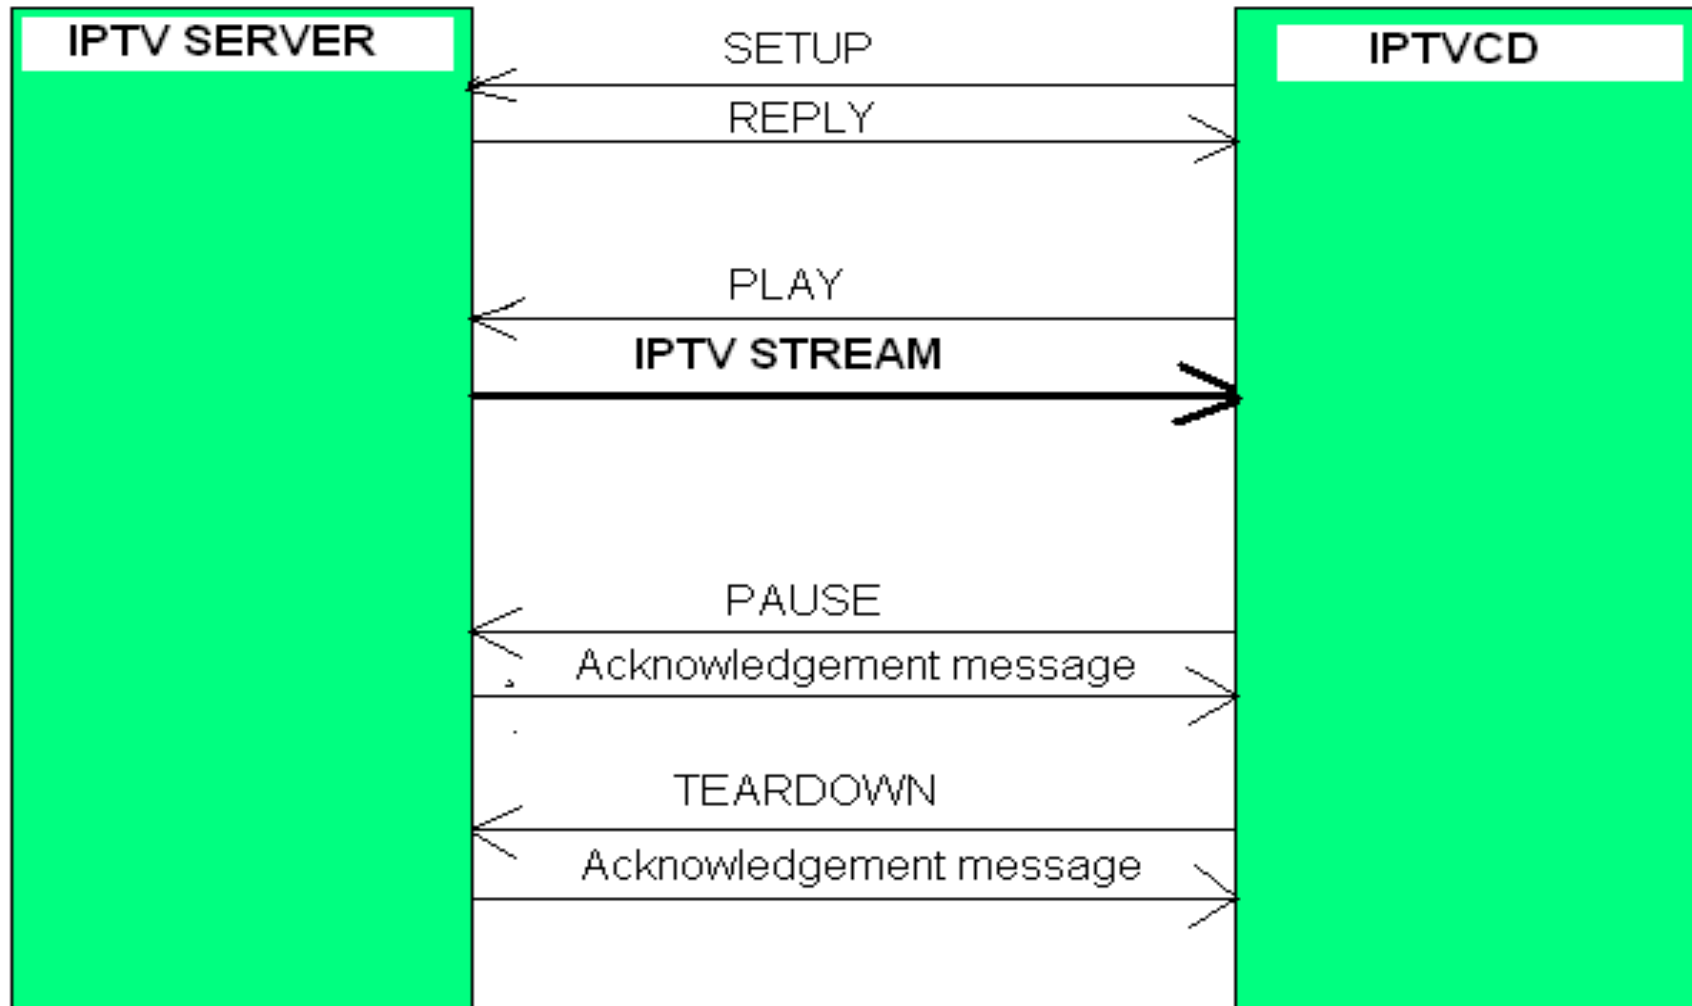 IPTV SERVER
IPTVCD
SETUP
REPLY
PLAY
IPTV STREAM
PAUSE
Acknowledgement message
TEARDOWN
Acknowledgement message